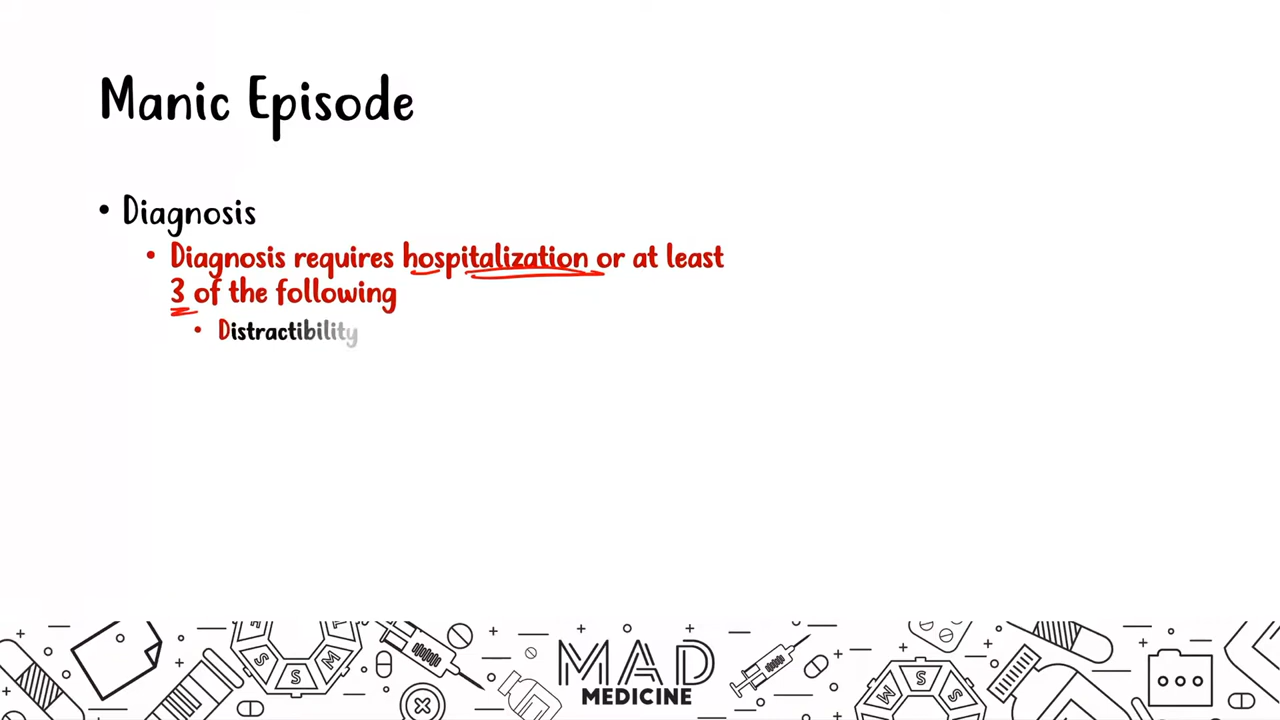 Manic Episode
• Diagnosis
• Diagnosis requires hospitalization or at least
3 of the following
• Distractibility
MAD
MEDICINE
S
S
M
M
S
S